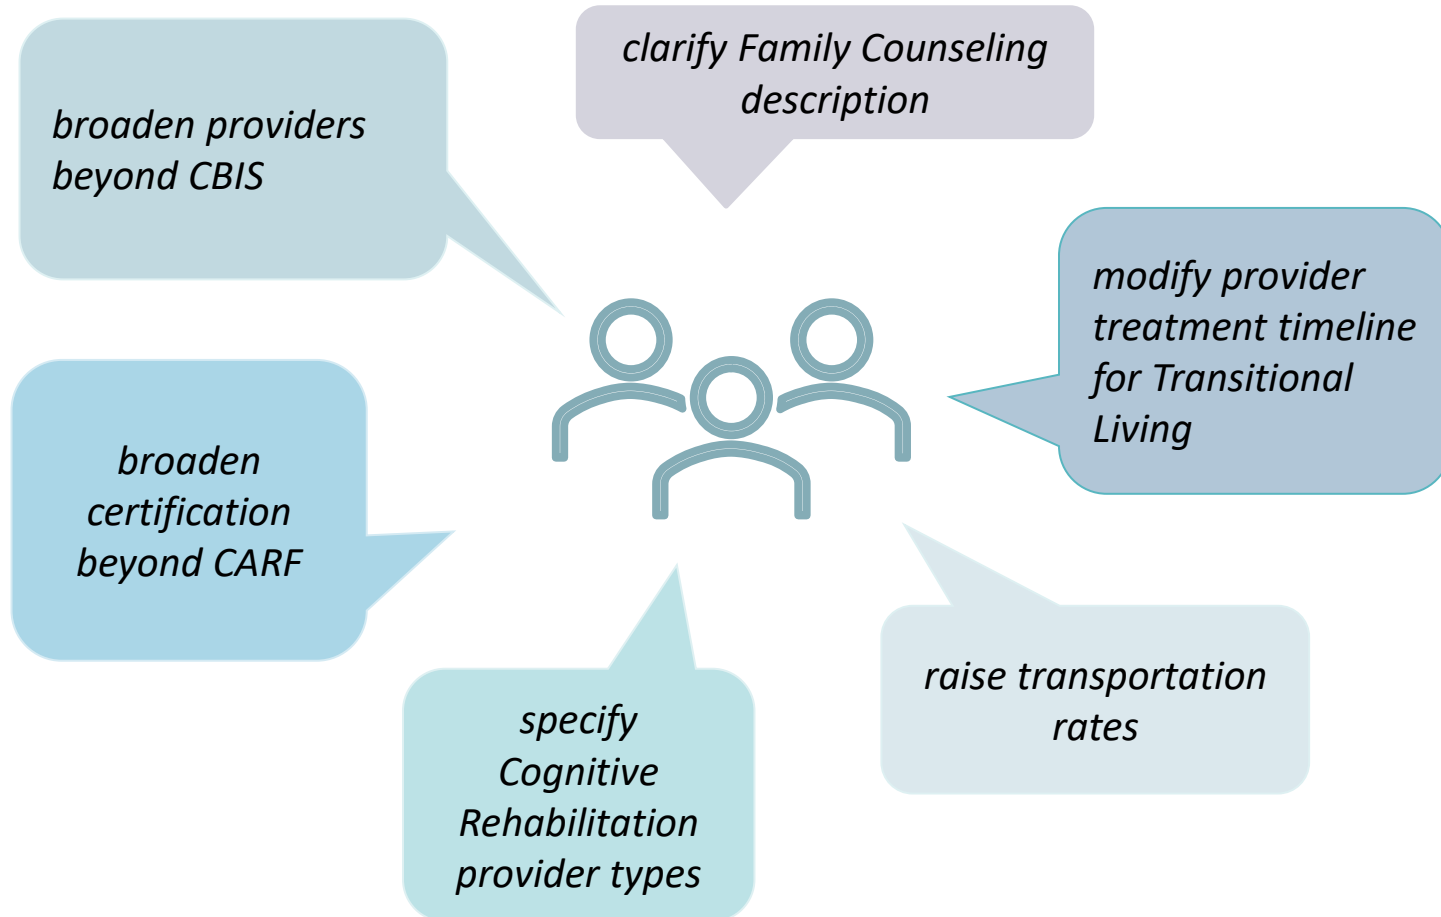 clarify Family Counseling
description
broaden providers
beyond CBIS
modify provider
treatment timeline
for Transitional
Living
broaden
certification
beyond CARF
raise transportation
rates
specify
Cognitive
Rehabilitation
provider types